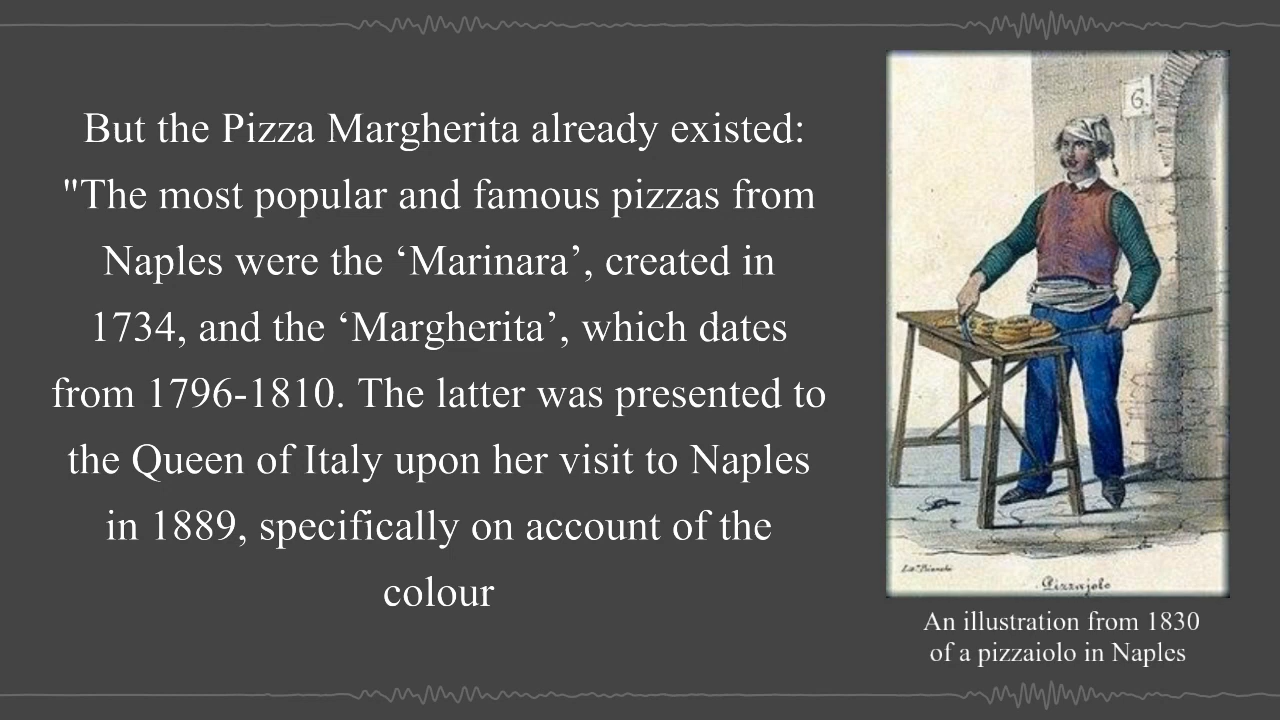 But the Pizza Margherita already existed:
"The most popular and famous pizzas from
Naples were the ‘Marinara’, created in
1734, and the ‘Margherita’, which dates
from 1796-1810. The latter was presented to
the Queen of Italy upon her visit to Naples
in 1889, specifically on account of the
colour
6.
Lit.ª Bianchi
Pizzajolo
An illustration from 1830
of a pizzaiolo in Naples